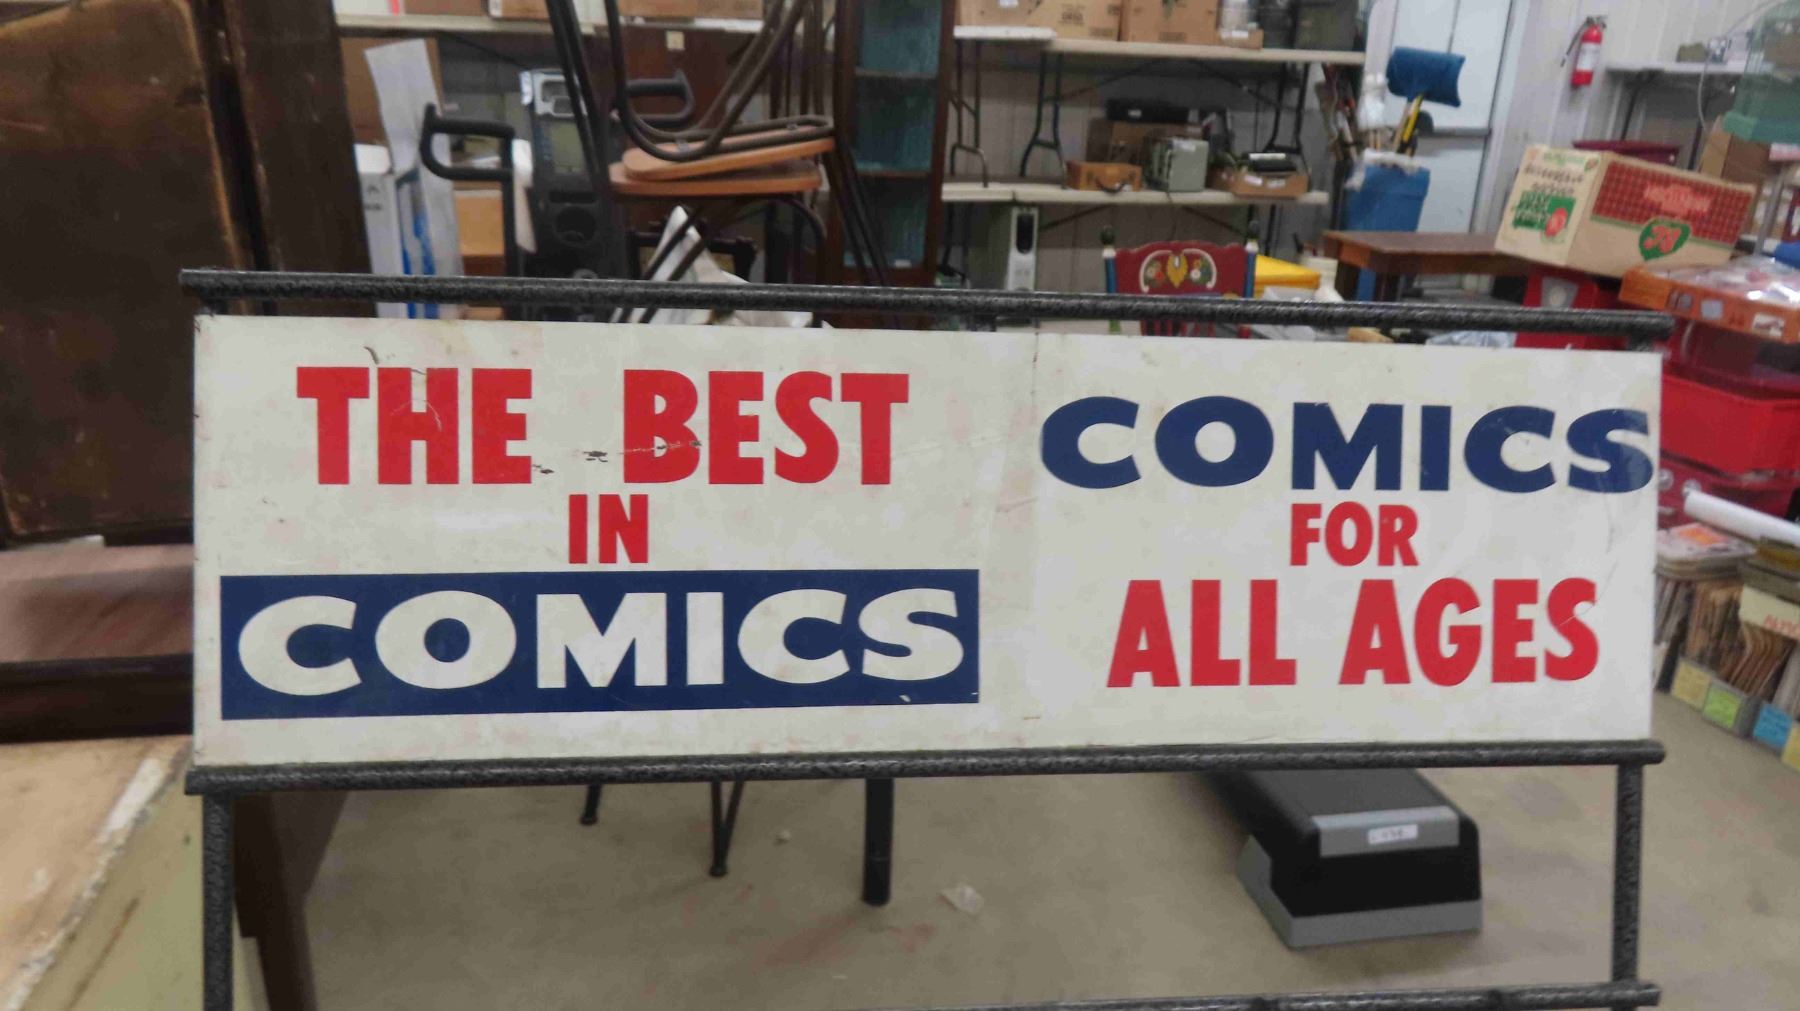 THE BEST
IN
COMICS
COMICS
FOR
ALL AGES